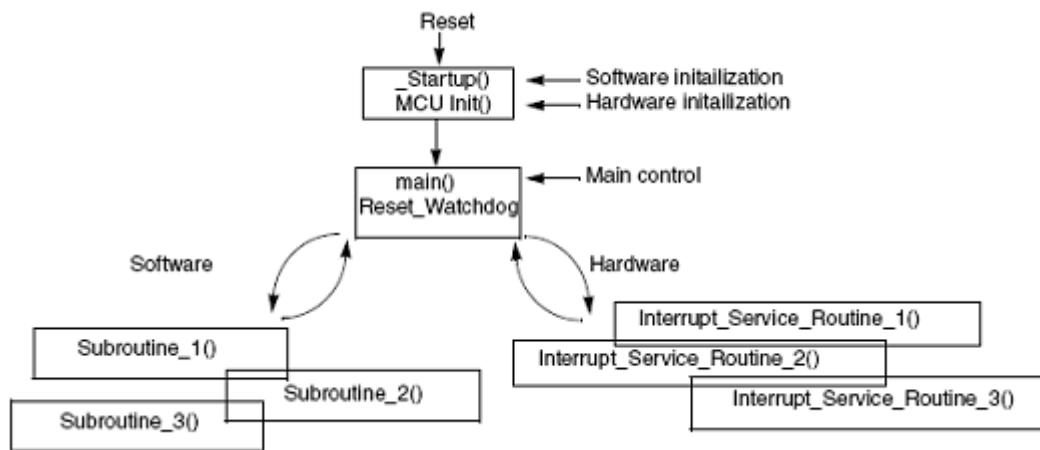 Reset
_Startup()
MCU Init()
Software initailization
Hardware initailization
main()
Reset_Watchdog
Main control
Software
Hardware
Subroutine_1()
Subroutine_2()
Subroutine_3()
Interrupt_Service_Routine_1()
Interrupt_Service_Routine_2()
Interrupt_Service_Routine_3()